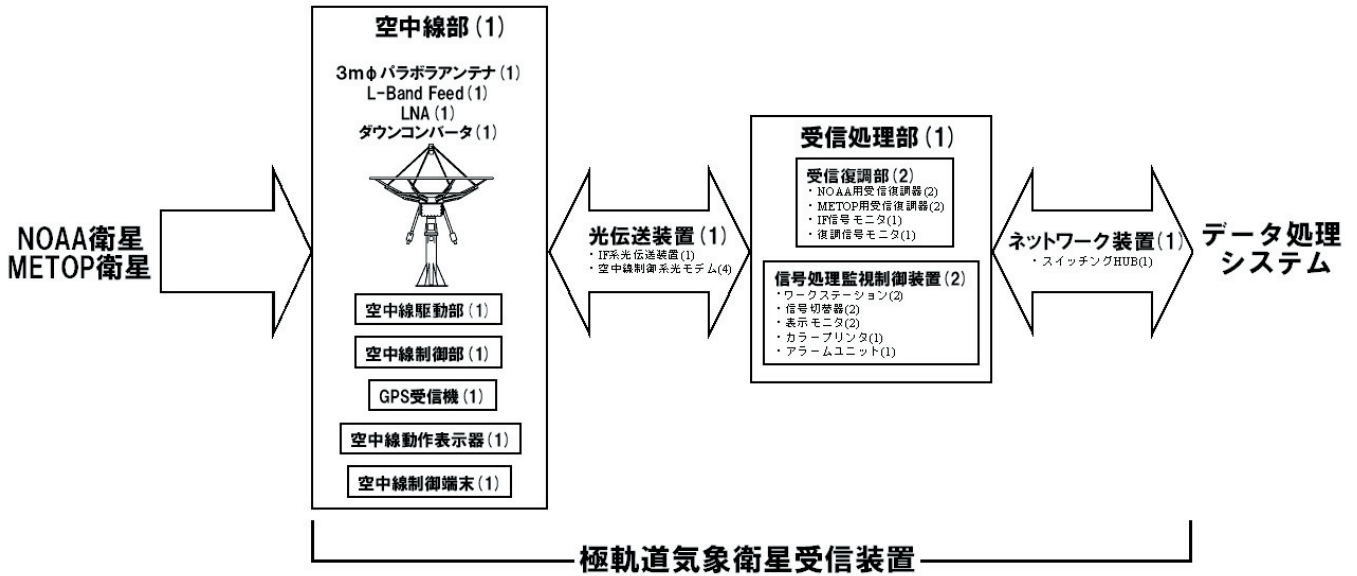 NOAA衛星
METOP衛星
空中線部(1)
3mφパラボラアンテナ(1)
L-Band Feed(1)
LNA(1)
ダウンコンバータ(1)
空中線駆動部(1)
空中線制御部(1)
GPS受信機(1)
空中線動作表示器(1)
空中線制御端末(1)
光伝送装置(1)
・IF系光伝送装置(1)
・空中線制御系光モデム(4)
受信処理部(1)
受信復調部(2)
・NOAA用受信復調器(2)
・METOP用受信復調器(2)
・IF信号モニタ(1)
・復調信号モニタ(1)
信号処理監視制御装置(2)
・ワークステーション(2)
・信号切替器(2)
・表示モニタ(2)
・カラープリンタ(1)
・アラームユニット(1)
ネットワーク装置(1)
・スイッチングHUB(1)
データ処理
システム
極軌道気象衛星受信装置